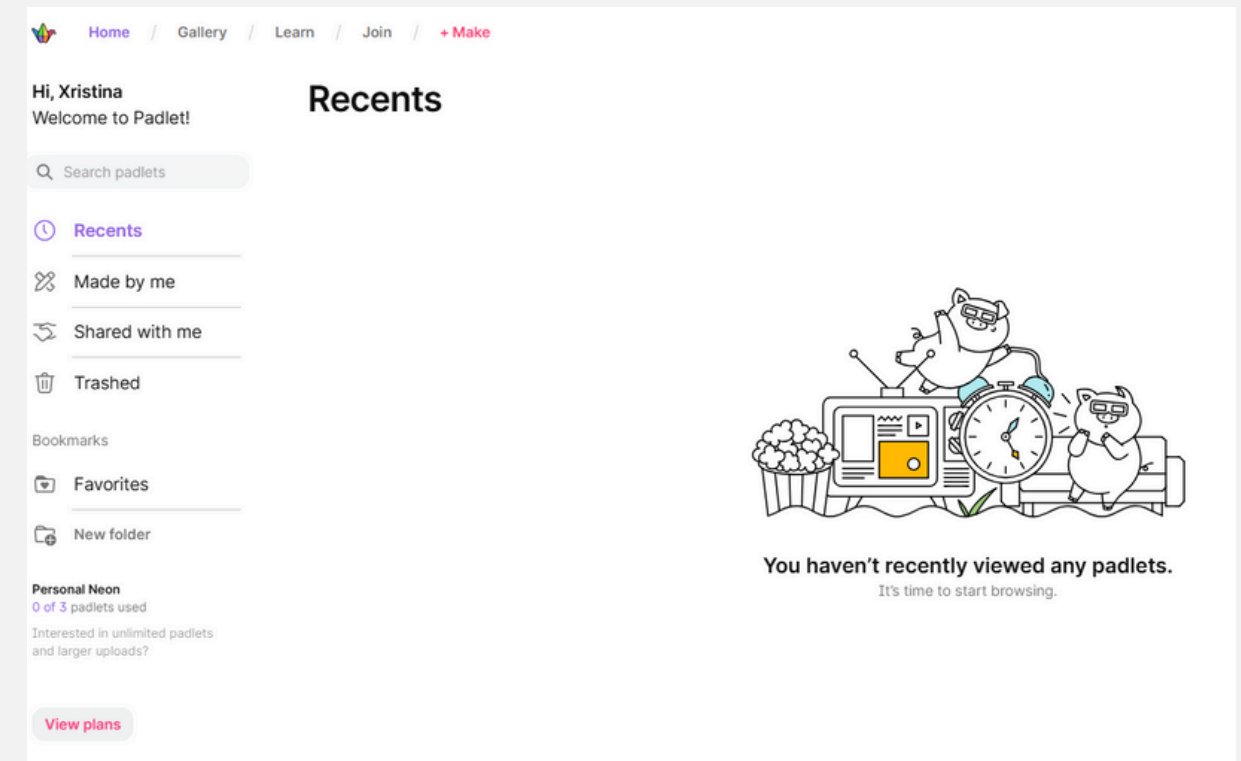 Home / Gallery / Learn / Join / + Make
Hi, Xristina
Welcome to Padlet!
Search padlets
Recents
Made by me
Shared with me
Trashed
Bookmarks
Favorites
New folder
Personal Neon
0 of 3 padlets used
Interested in unlimited padlets
and larger uploads?
View plans
Recents
You haven’t recently viewed any padlets.
It’s time to start browsing.